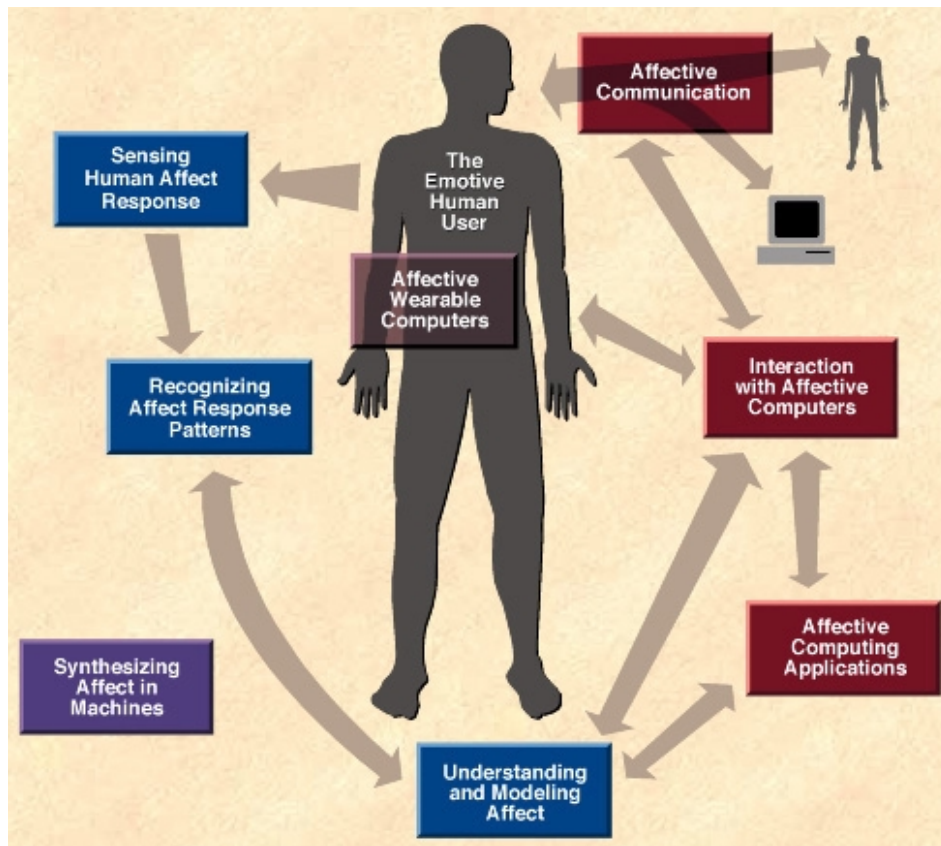 Affective
Communication
Sensing
Human Affect
Response
The
Emotive
Human
User
Affective
Wearable
Computers
Interaction
with Affective
Computers
Recognizing
Affect Response
Patterns
Affective
Computing
Applications
Synthesizing
Affect in
Machines
Understanding
and Modeling
Affect